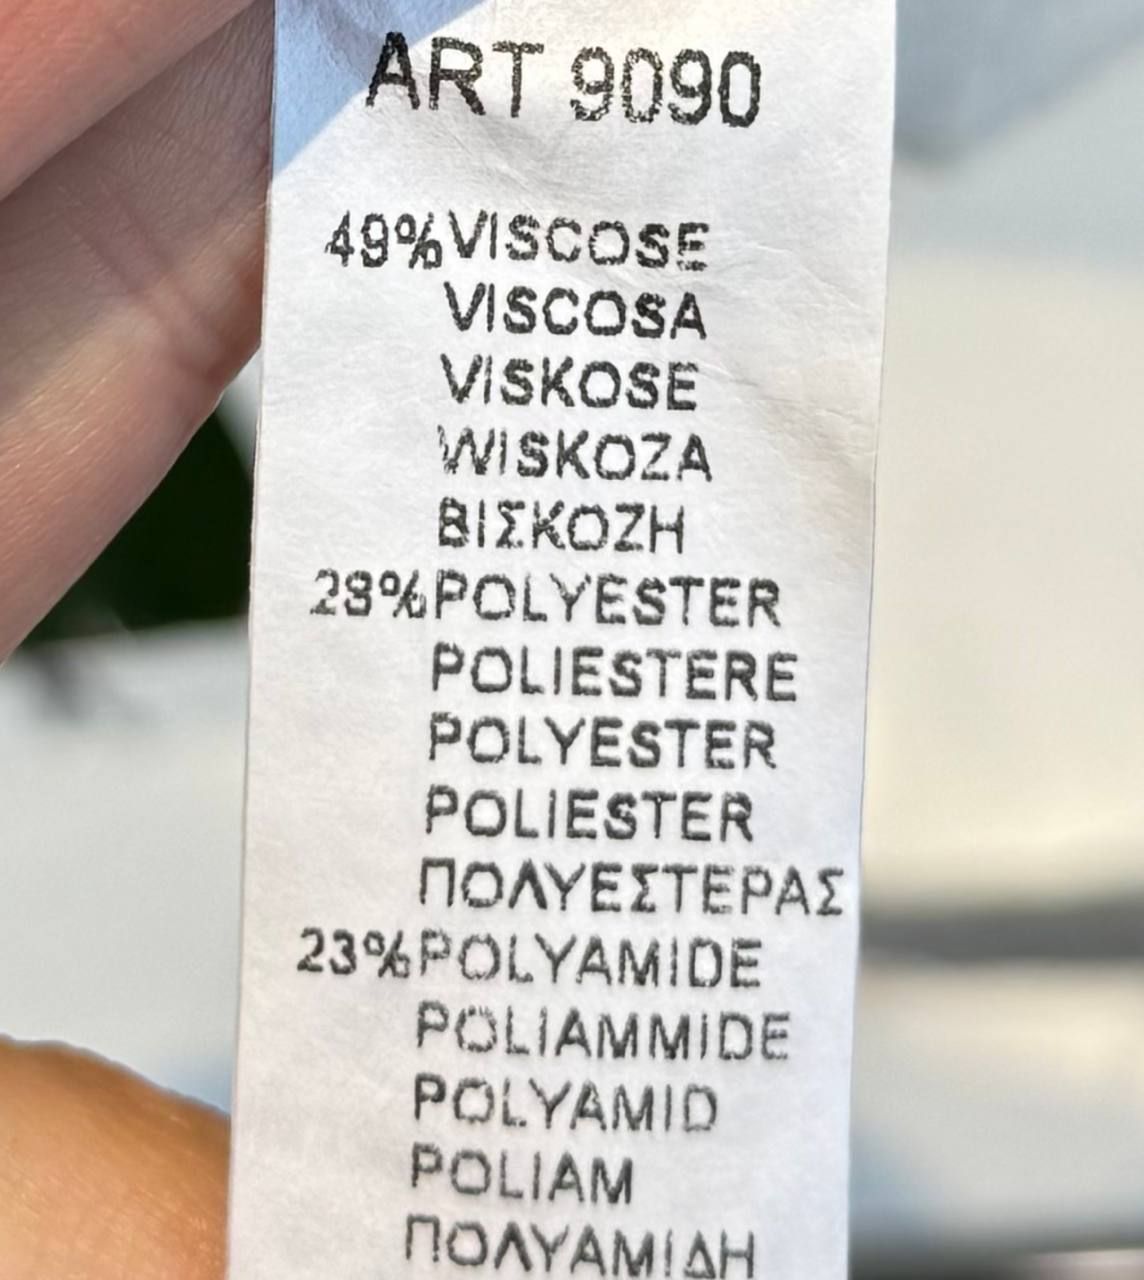 ART 9090
49% VISCOSE
VISCOSA
VISKOSE
WISKOZA
ΒΙΣΚΟΖΗ
28% POLYESTER
POLIESTERE
POLYESTER
POLIESTER
ΠΟΛΥΕΣΤΕΡΑΣ
23% POLYAMIDE
POLIAMMIDE
POLYAMID
POLIAM
ΠΟΛΥΑΜΙΔΗ